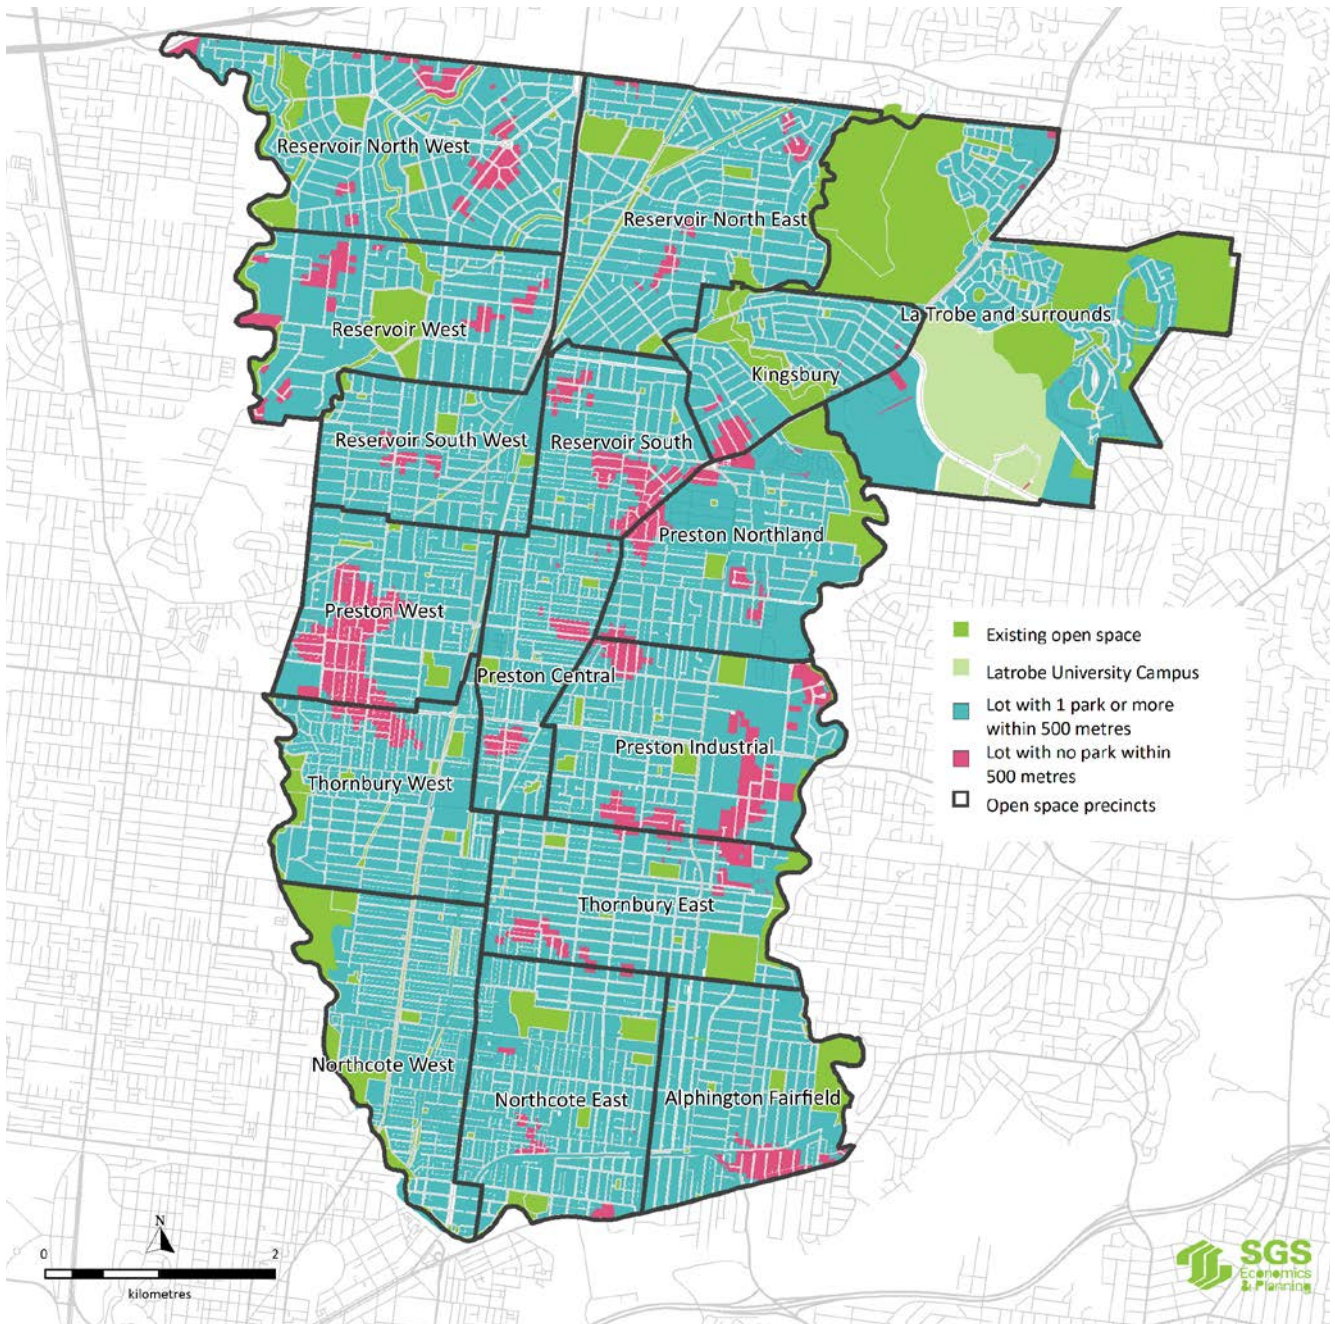 Reservoir North West
Reservoir North East
La Trobe and surrounds
Reservoir West
Kingsbury
Reservoir South West
Reservoir South
Preston Northland
Preston West
Preston Central
Preston Industrial
Thornbury West
Thornbury East
Northcote West
Northcote East
Alphington Fairfield
Existing open space
Latrobe University Campus
Lot with 1 park or more
within 500 metres
Lot with no park within
500 metres
Open space precincts
N
0 2
kilometres
SGS
Economics
& Planning